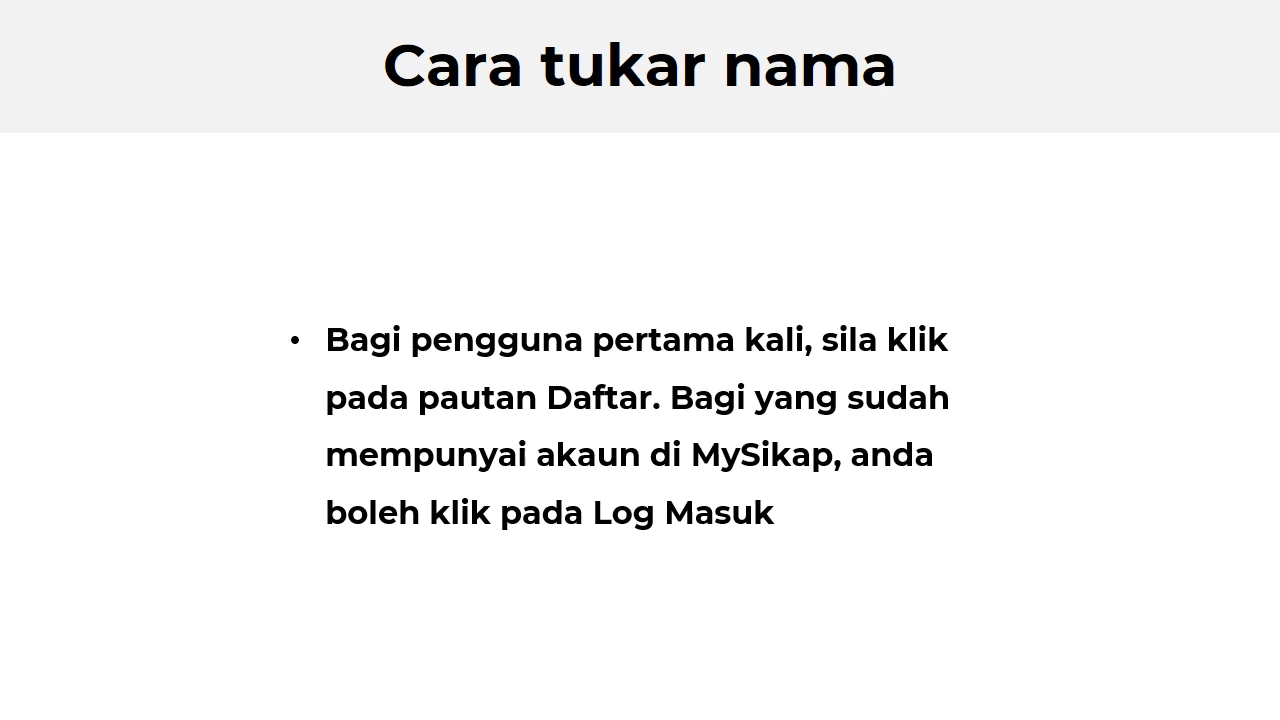 Cara tukar nama
• Bagi pengguna pertama kali, sila klik
pada pautan Daftar. Bagi yang sudah
mempunyai akaun di MySikap, anda
boleh klik pada Log Masuk